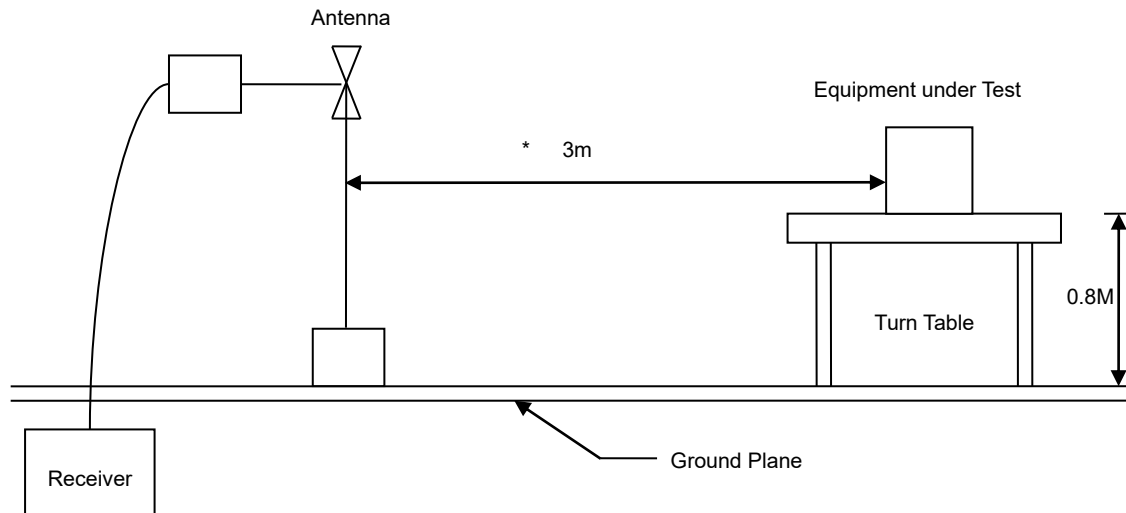 Antenna
Equipment under Test
* 3m
0.8M
Turn Table
Ground Plane
Receiver